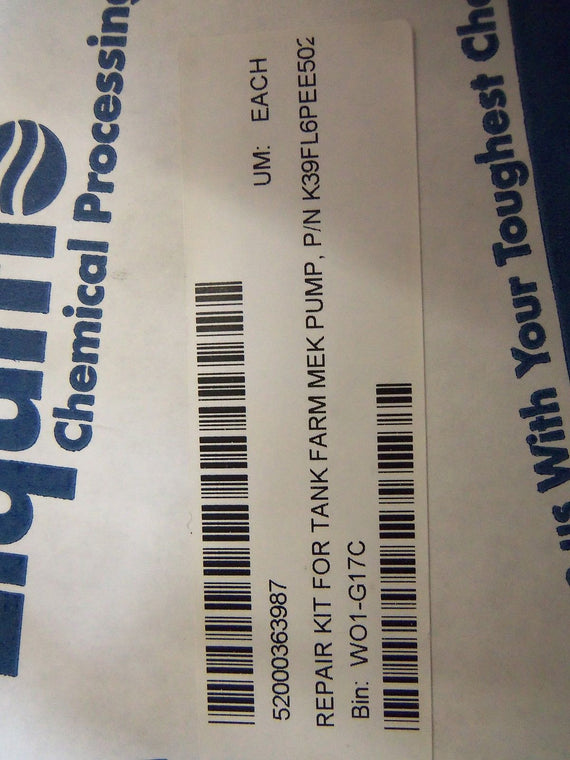 Chemical Processing
52000363987
UM: EACH
REPAIR KIT FOR TANK FARM MEK PUMP, P/N K39FL6PEE502
Bin: WO1-G17C
us With Your Toughest